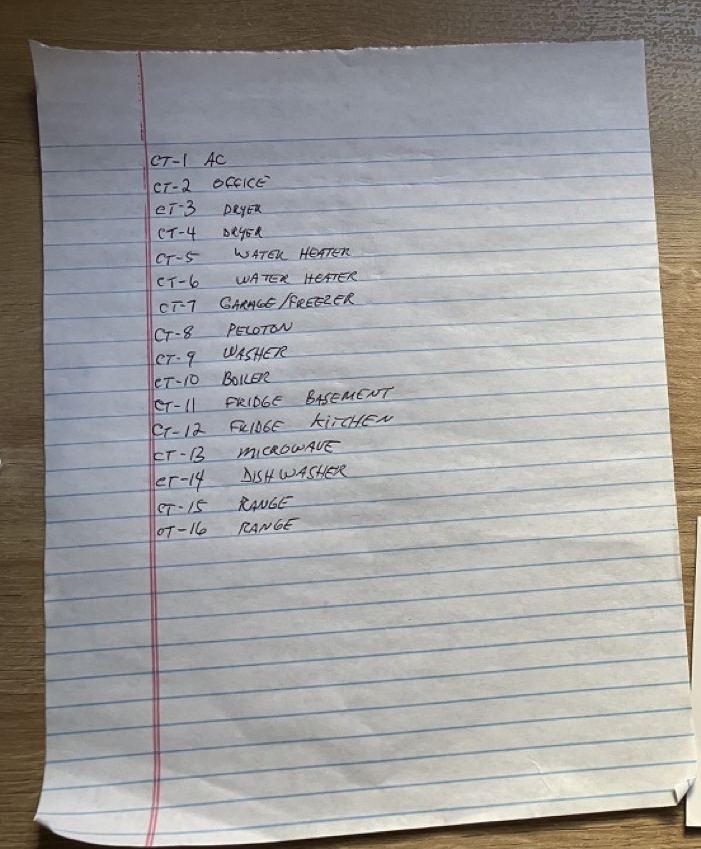 CT-1 AC
CT-2 OFFICE
CT-3 DRYER
CT-4 DRYER
CT-5 WATER HEATER
CT-6 WATER HEATER
CT-7 GARAGE/FREEZER
CT-8 PELOTON
CT-9 WASHER
CT-10 BOILER
CT-11 FRIDGE BASEMENT
CT-12 FRIDGE KITCHEN
CT-13 MICROWAVE
CT-14 DISHWASHER
CT-15 RANGE
CT-16 RANGE